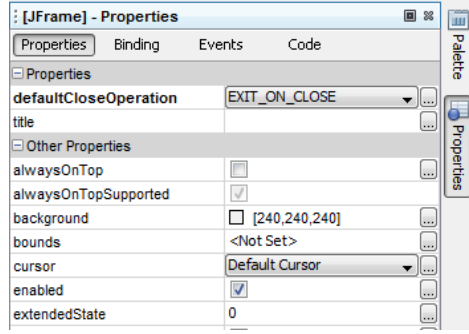 [JFrame] - Properties
Properties Binding Events Code
Properties
defaultCloseOperation EXIT_ON_CLOSE ...
title ...
Other Properties
alwaysOnTop ...
alwaysOnTopSupported
background [240,240,240] ...
bounds <Not Set> ...
cursor Default Cursor ...
enabled ...
extendedState 0 ...
Palette
Properties